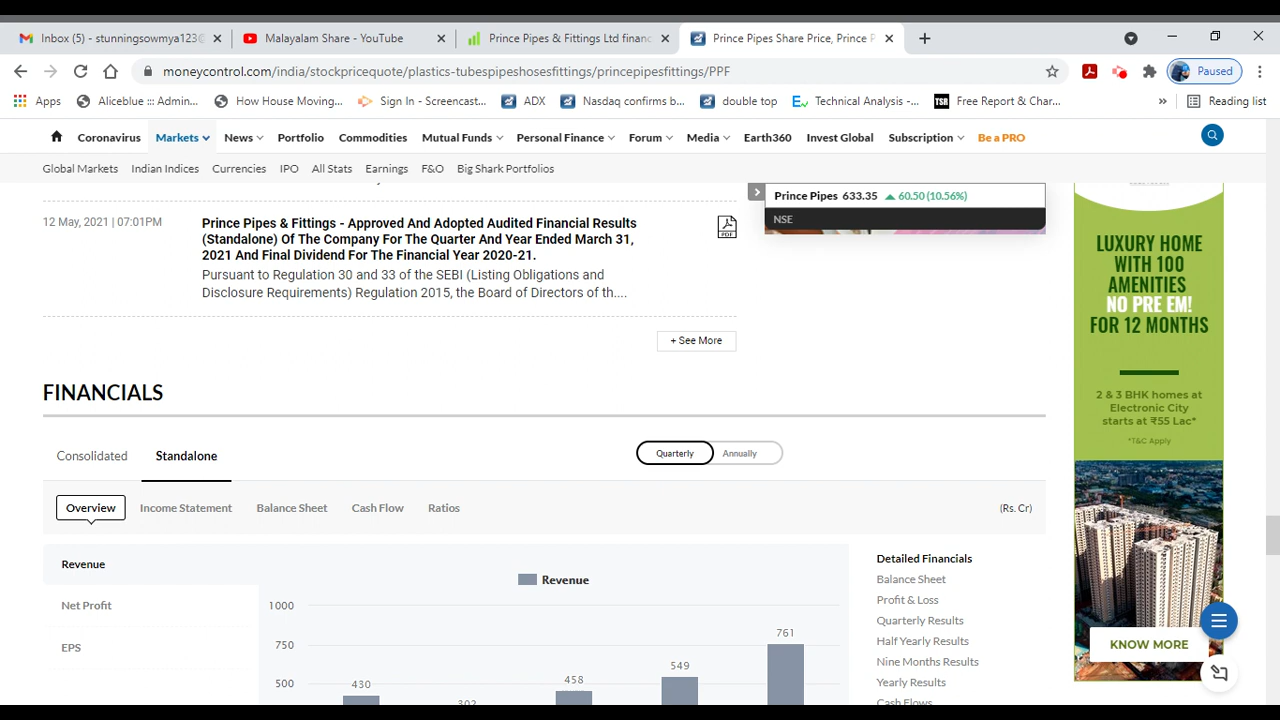 Inbox (5) - stunningsowmya123@
Malayalam Share - YouTube
Prince Pipes & Fittings Ltd financ
Prince Pipes Share Price, Prince P
moneycontrol.com/india/stockpricequote/plastics-tubespipeshosesfittings/princepipesfittings/PPF
Paused
Apps
Aliceblue ::: Admin...
How House Moving...
Sign In - Screencast...
ADX
Nasdaq confirms b...
double top
Technical Analysis -...
TSR
Free Report & Char...
»
Reading list
Coronavirus
Markets
News
Portfolio
Commodities
Mutual Funds
Personal Finance
Forum
Media
Earth360
Invest Global
Subscription
Be a PRO
Global Markets
Indian Indices
Currencies
IPO
All Stats
Earnings
F&O
Big Shark Portfolios
12 May, 2021 | 07:01PM
Prince Pipes & Fittings - Approved And Adopted Audited Financial Results
(Standalone) Of The Company For The Quarter And Year Ended March 31,
2021 And Final Dividend For The Financial Year 2020-21.
Pursuant to Regulation 30 and 33 of the SEBI (Listing Obligations and
Disclosure Requirements) Regulation 2015, the Board of Directors of th....
PDF
Prince Pipes 633.35 60.50 (10.56%)
NSE
+ See More
LUXURY HOME
WITH 100
AMENITIES
NO PRE EM!
FOR 12 MONTHS
2 & 3 BHK homes at
Electronic City
starts at ₹55 Lac*
*T&C Apply
KNOW MORE
FINANCIALS
Consolidated
Standalone
Quarterly
Annually
Overview
Income Statement
Balance Sheet
Cash Flow
Ratios
(Rs. Cr)
Revenue
Net Profit
EPS
Revenue
1000
750
500
430
302
458
549
761
Detailed Financials
Balance Sheet
Profit & Loss
Quarterly Results
Half Yearly Results
Nine Months Results
Yearly Results
Cash Flows